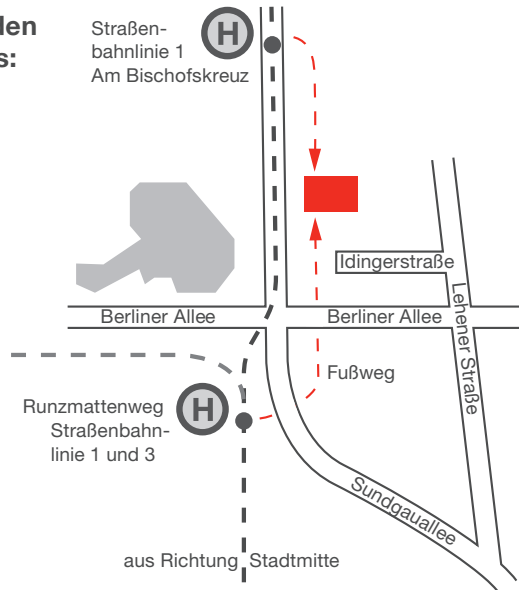 den
s:
Straßen-
bahnlinie 1
Am Bischofskreuz
H
Idingerstraße
Berliner Allee
Berliner Allee
Lehener Straße
Fußweg
Runzmattenweg
Straßenbahn-
linie 1 und 3
H
Sundgauallee
aus Richtung Stadtmitte